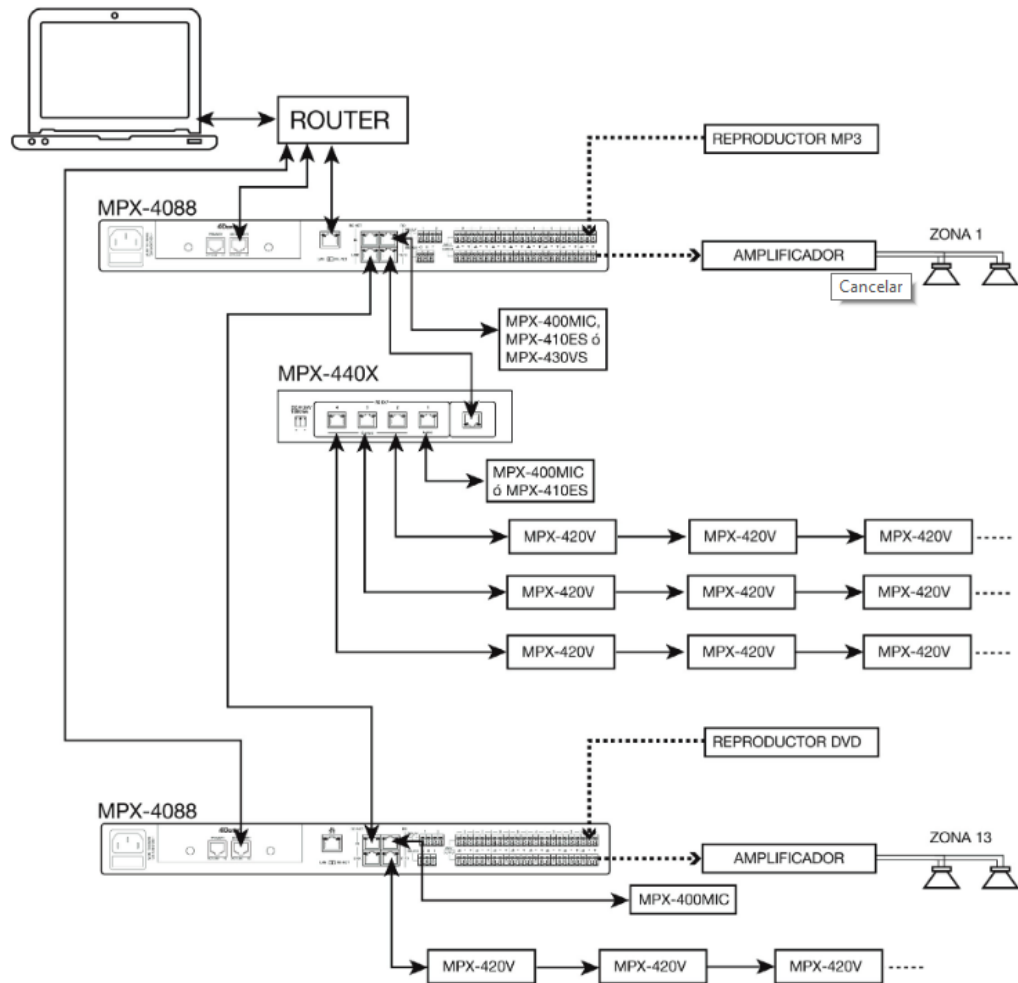 ROUTER
REPRODUCTOR MP3
MPX-4088
AMPLIFICADOR
ZONA 1
Cancelar
MPX-400MIC,
MPX-410ES ó
MPX-430VS
MPX-440X
MPX-400MIC
ó MPX-410ES
MPX-420V
MPX-420V
MPX-420V
MPX-420V
MPX-420V
MPX-420V
MPX-420V
MPX-420V
MPX-420V
REPRODUCTOR DVD
MPX-4088
AMPLIFICADOR
ZONA 13
MPX-400MIC
MPX-420V
MPX-420V
MPX-420V